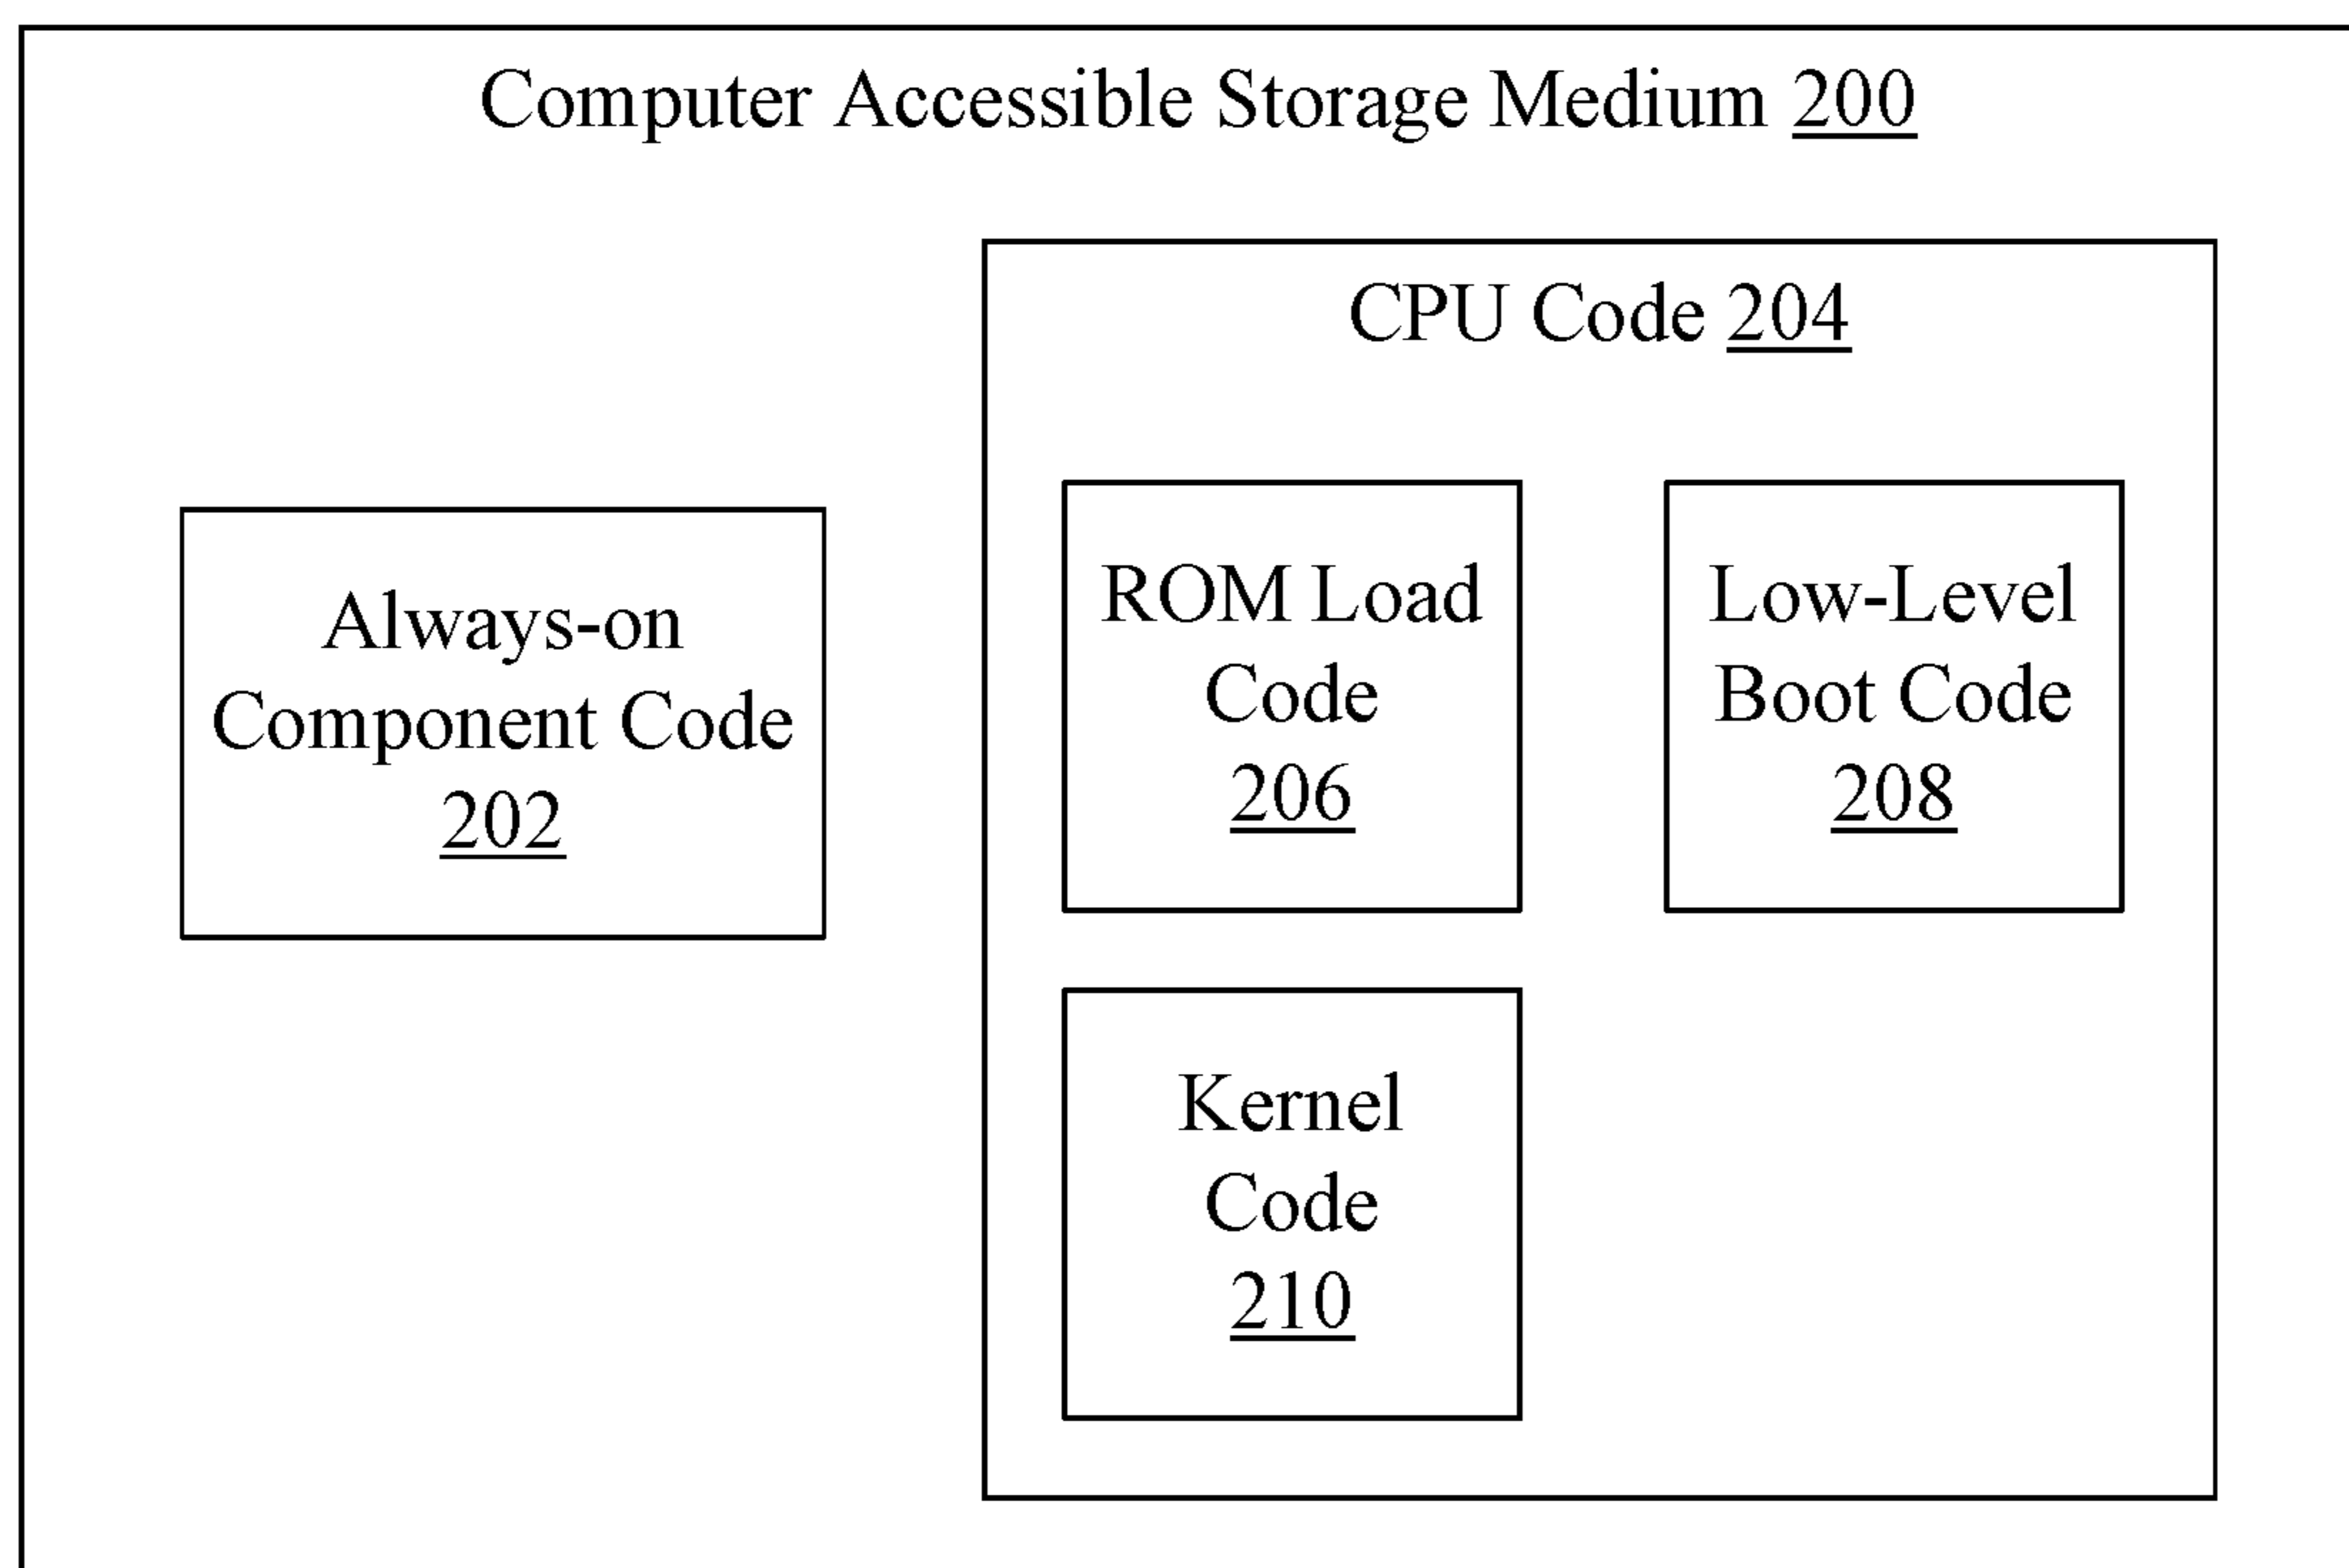 Computer Accessible Storage Medium 200
CPU Code 204
Always-on
Component Code
202
ROM Load
Code
206
Low-Level
Boot Code
208
Kernel
Code
210